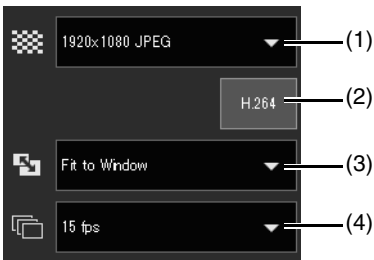 1920x1080 JPEG
(1)
H.264
(2)
Fit to Window
(3)
15 fps
(4)